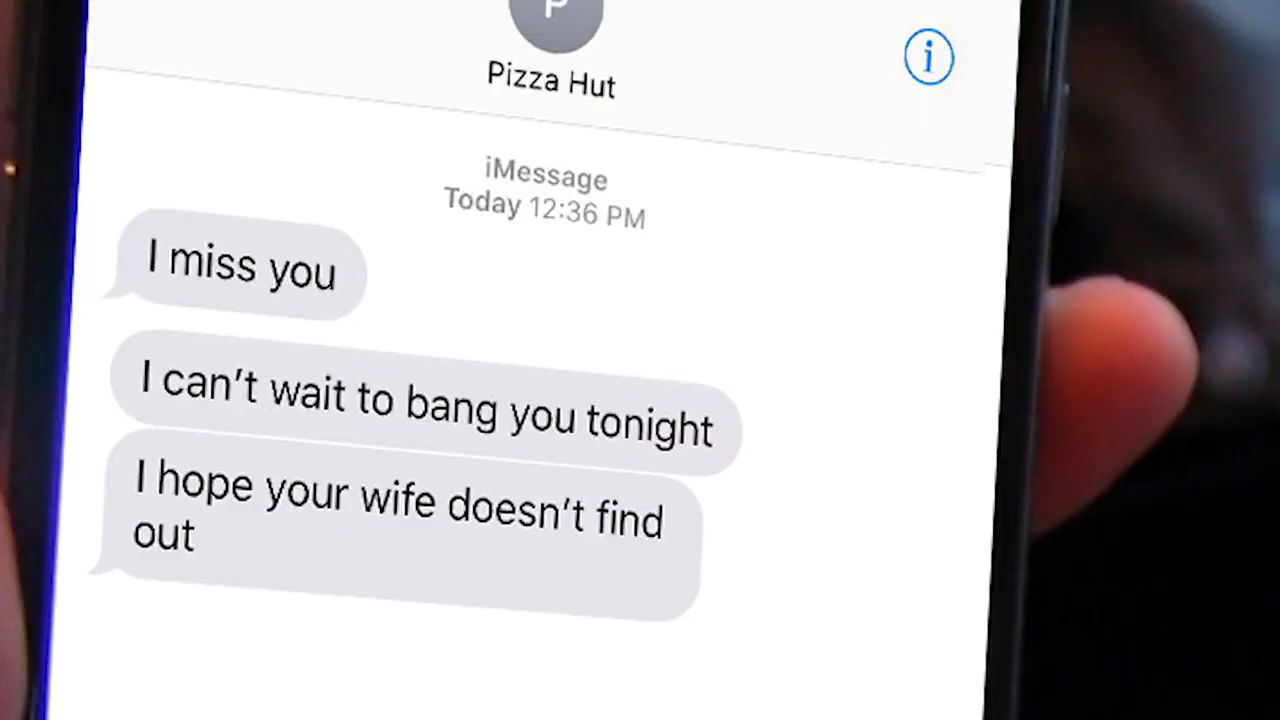 P
Pizza Hut
iMessage
Today 12:36 PM
I miss you
I can’t wait to bang you tonight
I hope your wife doesn’t find
out